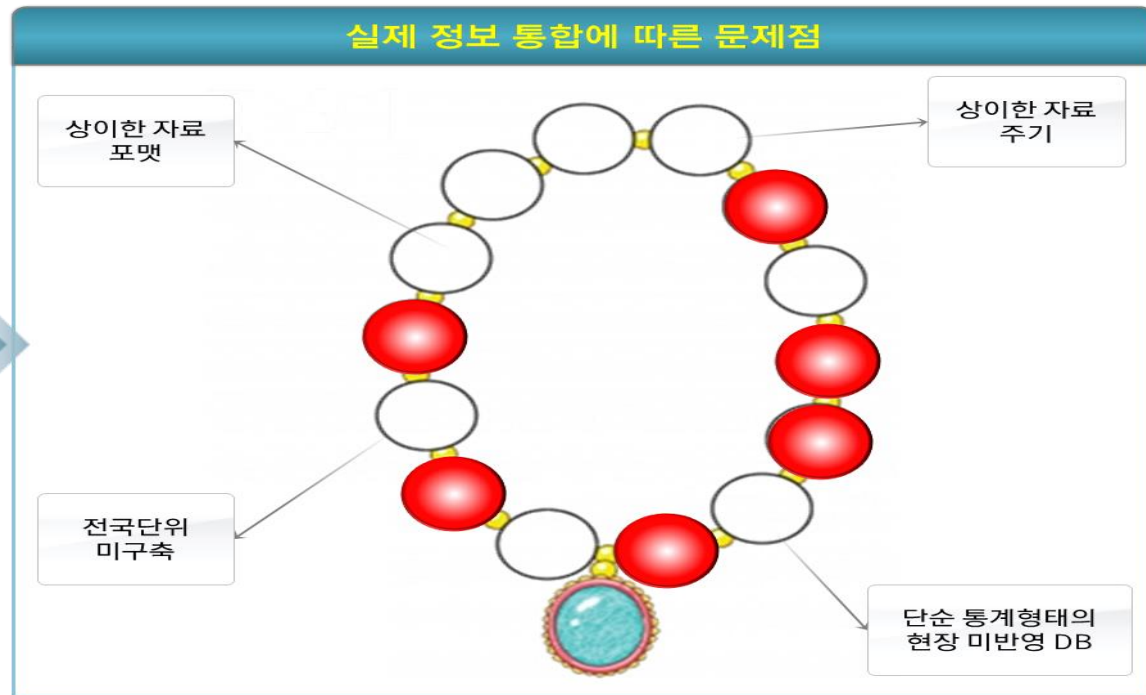 실제 정보 통합에 따른 문제점
상이한 자료
포맷
상이한 자료
주기
전국단위
미구축
단순 통계형태의
현장 미반영 DB